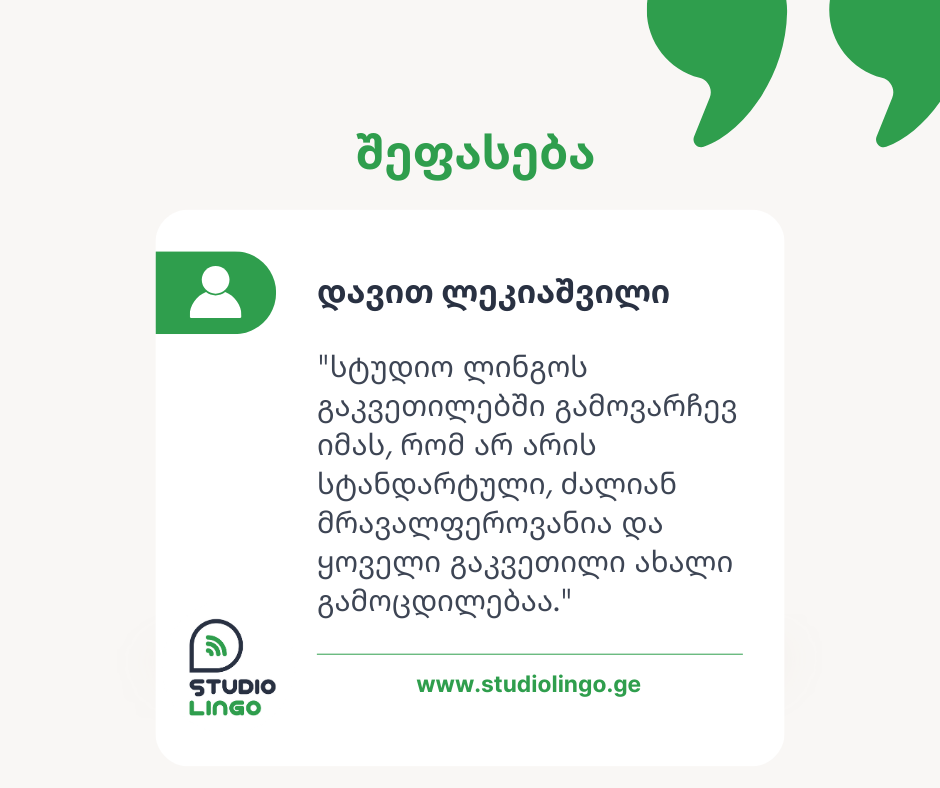 შეფასება
დავით ლეკიაშვილი
"სტუდიო ლინგოს
გაკვეთილებში გამოვარჩევ
იმას, რომ არ არის
სტანდარტული, ძალიან
მრავალფეროვანია და
ყოველი გაკვეთილი ახალი
გამოცდილებაა."
www.studiolingo.ge
STUDIO
LINGO